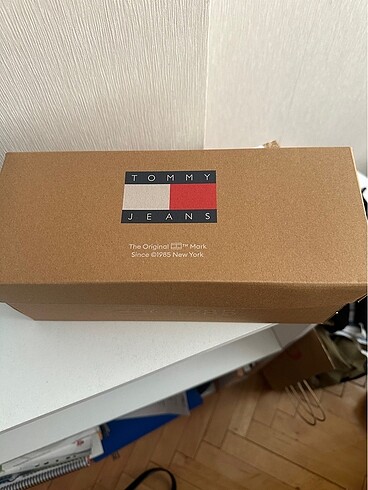 TOMMY
JEANS
The Original ™ Mark
Since ©1985 New York